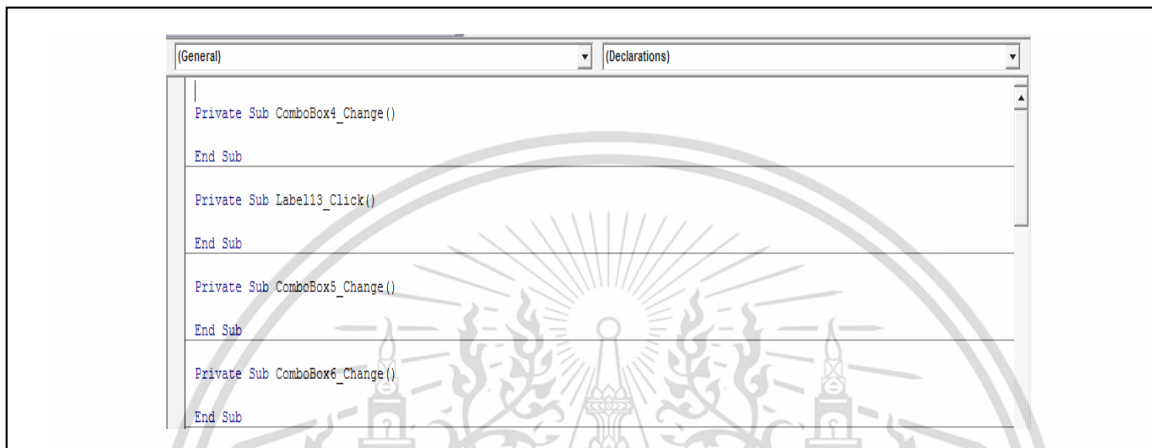 (General) (Declarations)
Private Sub ComboBox4_Change()
End Sub
Private Sub Label13_Click()
End Sub
Private Sub ComboBox5_Change()
End Sub
Private Sub ComboBox6_Change()
End Sub